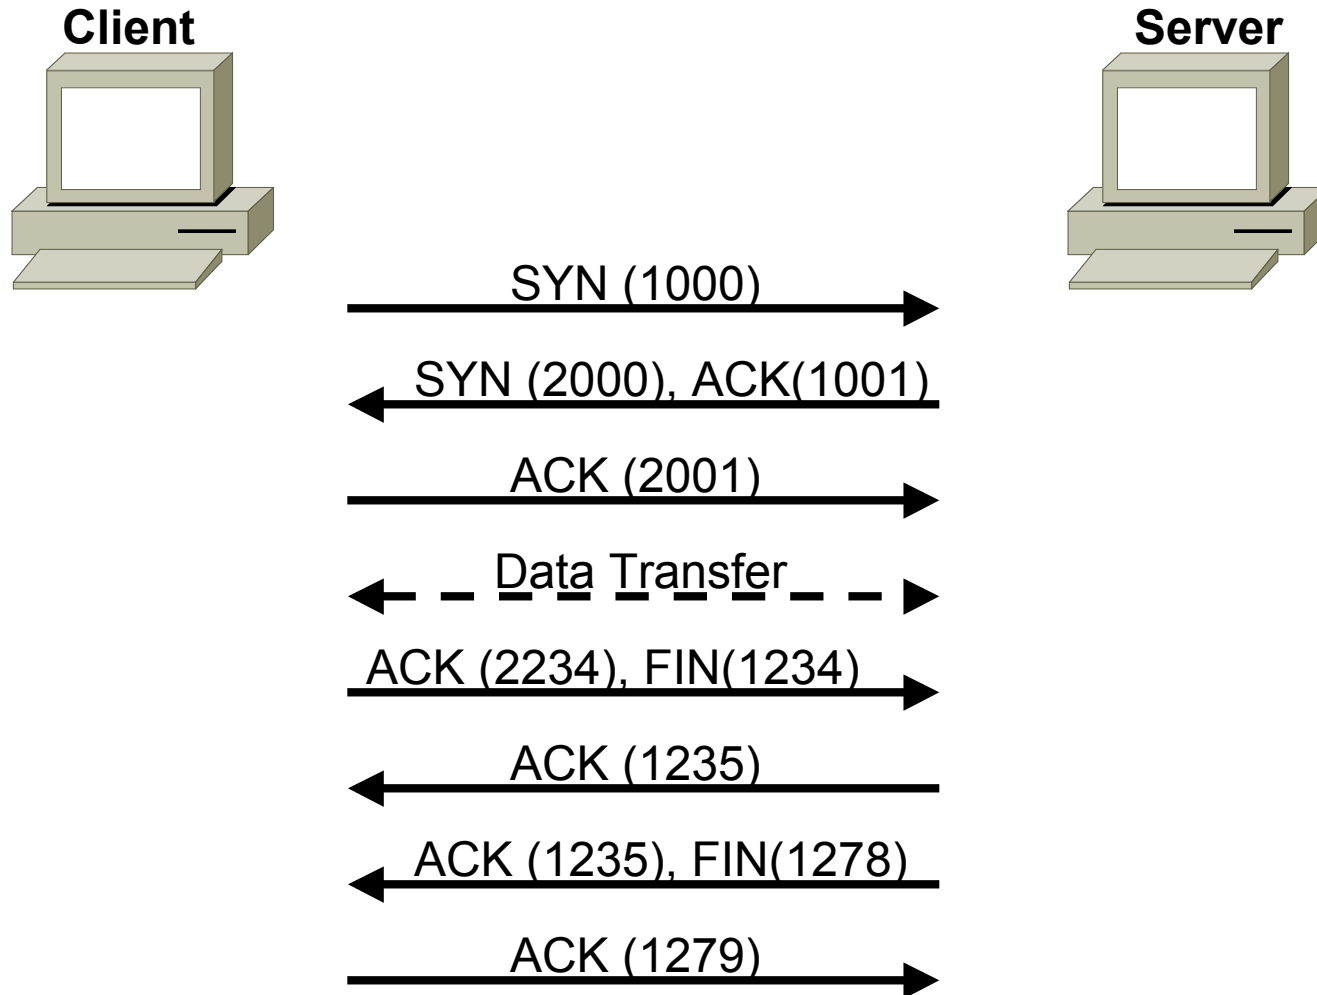 Client
Server
SYN (1000)
SYN (2000), ACK(1001)
ACK (2001)
Data Transfer
ACK (2234), FIN(1234)
ACK (1235)
ACK (1235), FIN(1278)
ACK (1279)